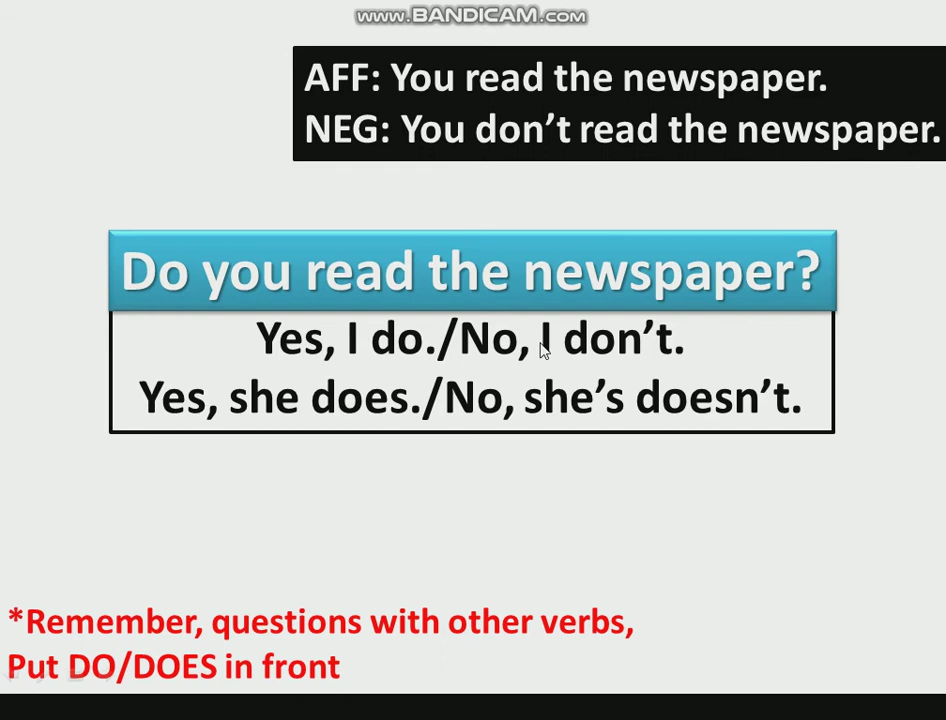 www.BANDICAM.com
AFF: You read the newspaper.
NEG: You don’t read the newspaper.
Do you read the newspaper?
Yes, I do./No, I don’t.
Yes, she does./No, she’s doesn’t.
*Remember, questions with other verbs,
Put DO/DOES in front